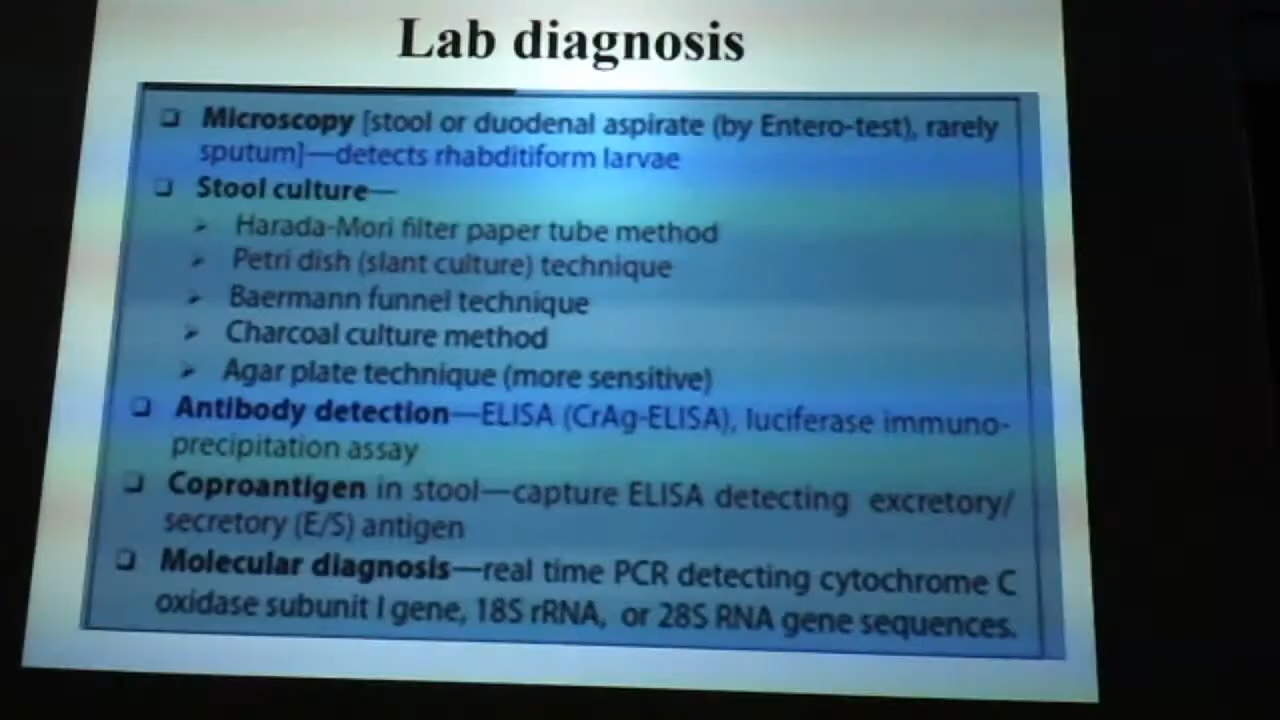 Lab diagnosis
❑ Microscopy [stool or duodenal aspirate (by Entero-test), rarely
sputum]—detects rhabditiform larvae
❑ Stool culture—
➢ Harada-Mori filter paper tube method
➢ Petri dish (slant culture) technique
➢ Baermann funnel technique
➢ Charcoal culture method
➢ Agar plate technique (more sensitive)
❑ Antibody detection—ELISA (CrAg-ELISA), luciferase immuno-
precipitation assay
❑ Coproantigen in stool—capture ELISA detecting excretory/
secretory (E/S) antigen
❑ Molecular diagnosis—real time PCR detecting cytochrome C
oxidase subunit I gene, 18S rRNA, or 28S RNA gene sequences.